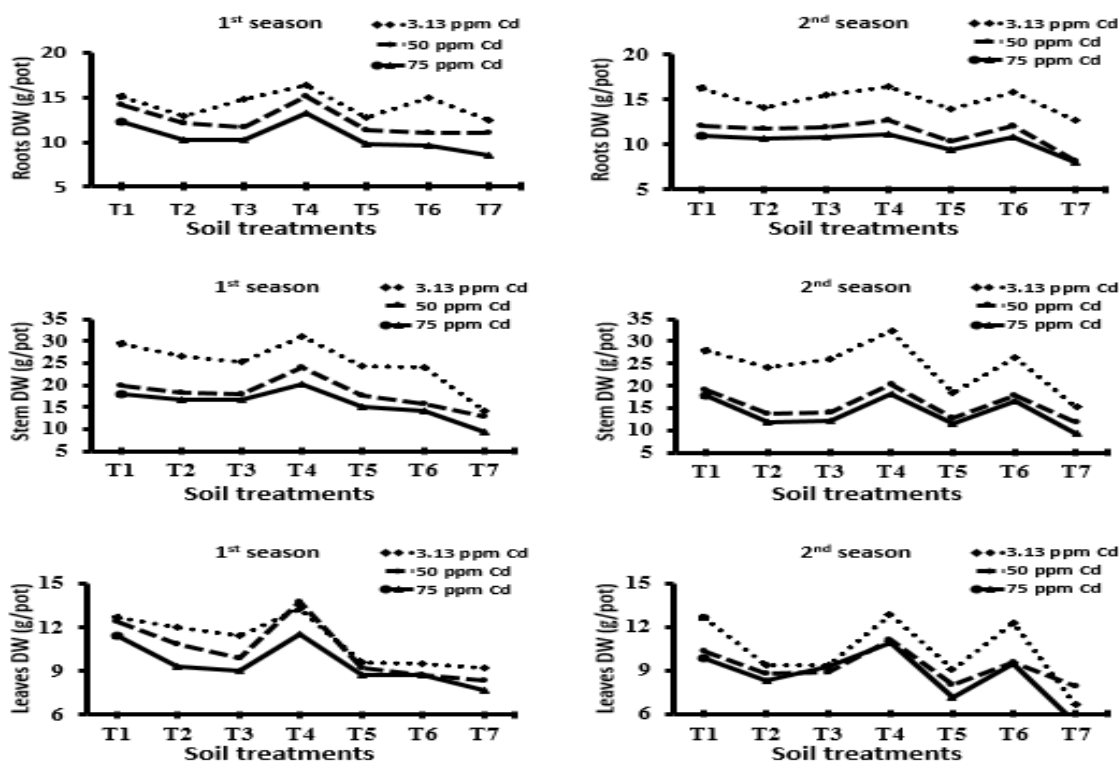 1st season
3.13 ppm Cd
50 ppm Cd
75 ppm Cd
Roots DW (g/pot)
20
15
10
5
T1 T2 T3 T4 T5 T6 T7
Soil treatments
2nd season
3.13 ppm Cd
50 ppm Cd
75 ppm Cd
Roots DW (g/pot)
20
15
10
5
T1 T2 T3 T4 T5 T6 T7
Soil treatments
1st season
3.13 ppm Cd
50 ppm Cd
75 ppm Cd
Stem DW (g/pot)
35
30
25
20
15
10
5
T1 T2 T3 T4 T5 T6 T7
Soil treatments
2nd season
3.13 ppm Cd
50 ppm Cd
75 ppm Cd
Stem DW (g/pot)
35
30
25
20
15
10
5
T1 T2 T3 T4 T5 T6 T7
Soil treatments
1st season
3.13 ppm Cd
50 ppm Cd
75 ppm Cd
Leaves DW (g/pot)
15
12
9
6
T1 T2 T3 T4 T5 T6 T7
Soil treatments
2nd season
3.13 ppm Cd
50 ppm Cd
75 ppm Cd
Leaves DW (g/pot)
15
12
9
6
T1 T2 T3 T4 T5 T6 T7
Soil treatments